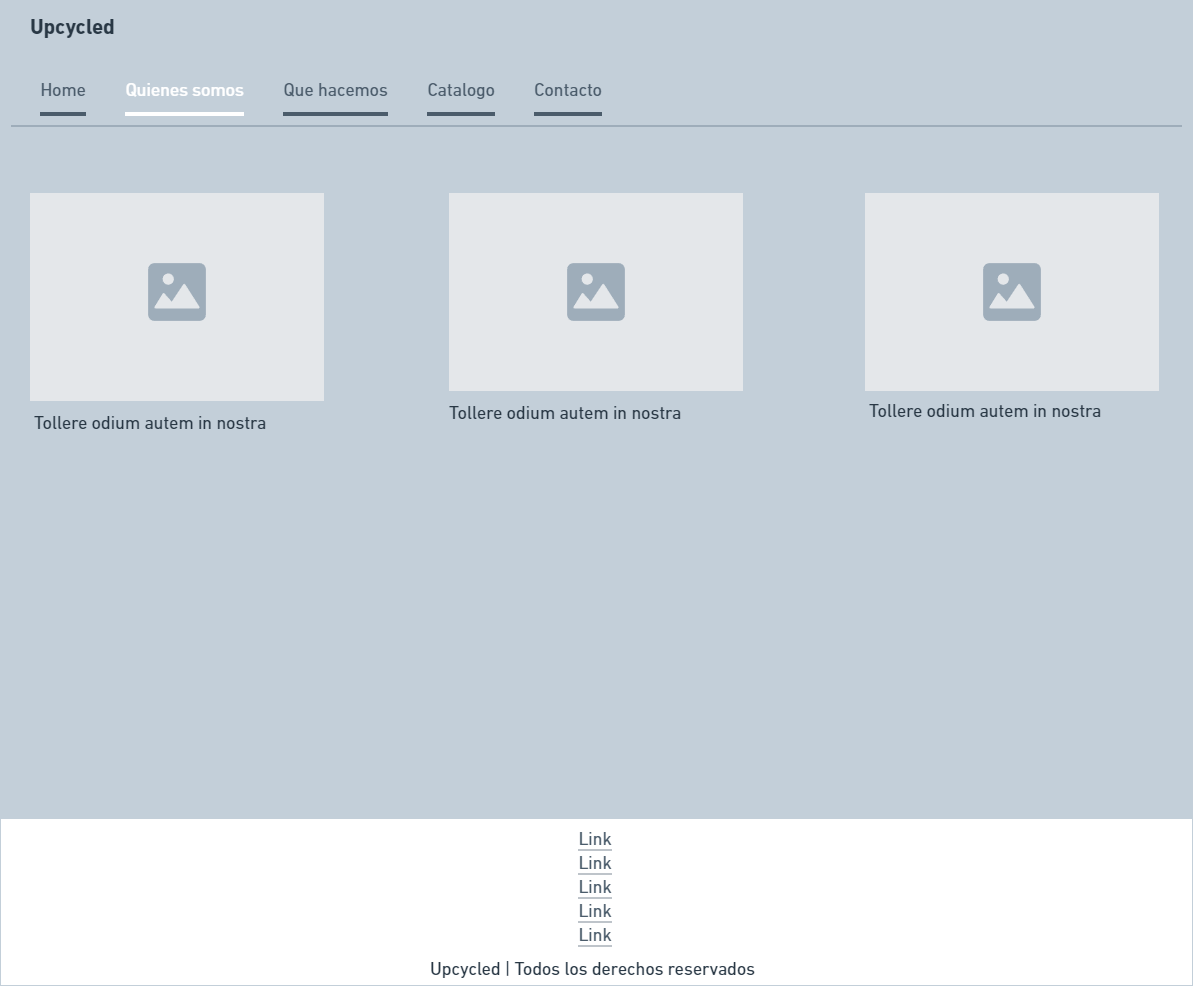 Upcycled
Home Quienes somos Que hacemos Catalogo Contacto
Tollere odium autem in nostra
Tollere odium autem in nostra
Tollere odium autem in nostra
Link
Link
Link
Link
Link
Upcycled | Todos los derechos reservados